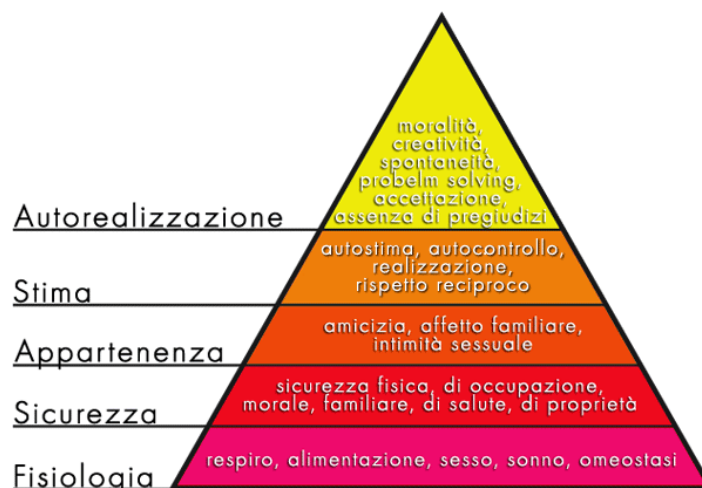 moralità,
creatività,
spontaneità,
probelm solving,
accettazione,
assenza di pregiudizi
Autorealizzazione
autostima, autocontrollo,
realizzazione,
rispetto reciproco
Stima
amicizia, affetto familiare,
intimità sessuale
Appartenenza
sicurezza fisica, di occupazione,
morale, familiare, di salute, di proprietà
Sicurezza
respiro, alimentazione, sesso, sonno, omeostasi
Fisiologia